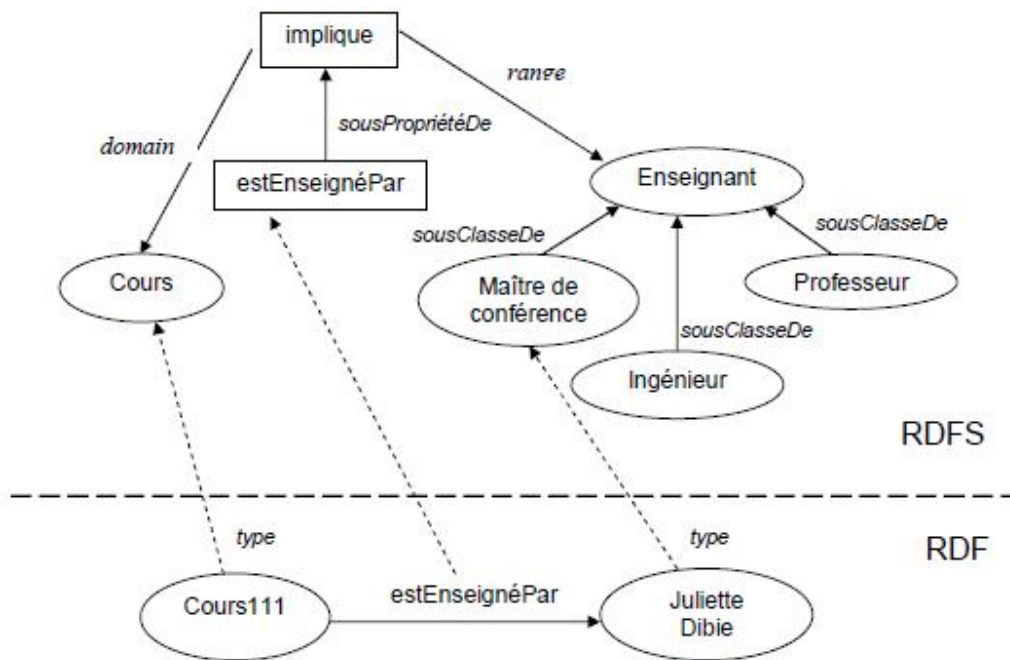 implique
range
sousPropriétéDe
domain
estEnseignéPar
Enseignant
sousClasseDe
sousClasseDe
Cours
Maître de
conférence
Professeur
sousClasseDe
Ingénieur
RDFS
type
type
RDF
estEnseignéPar
Cours111
Juliette
Dibie